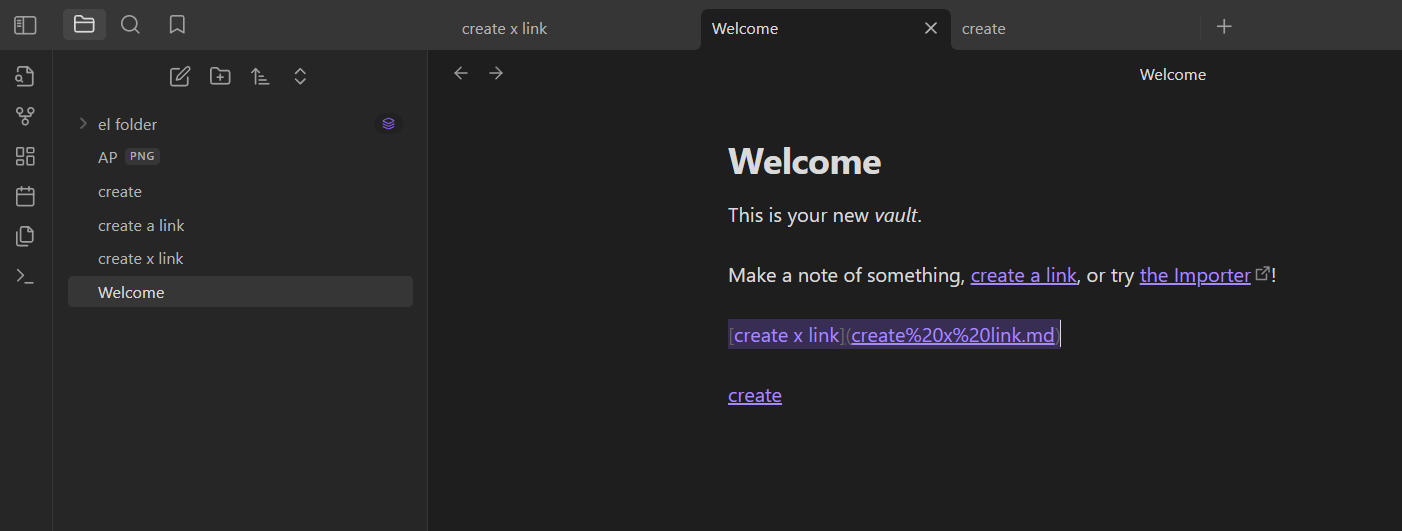 create x link
Welcome
create
Welcome
el folder
AP PNG
create
create a link
create x link
Welcome
Welcome
This is your new vault.
Make a note of something, create a link, or try the Importer!
[create x link](create%20x%20link.md)
create